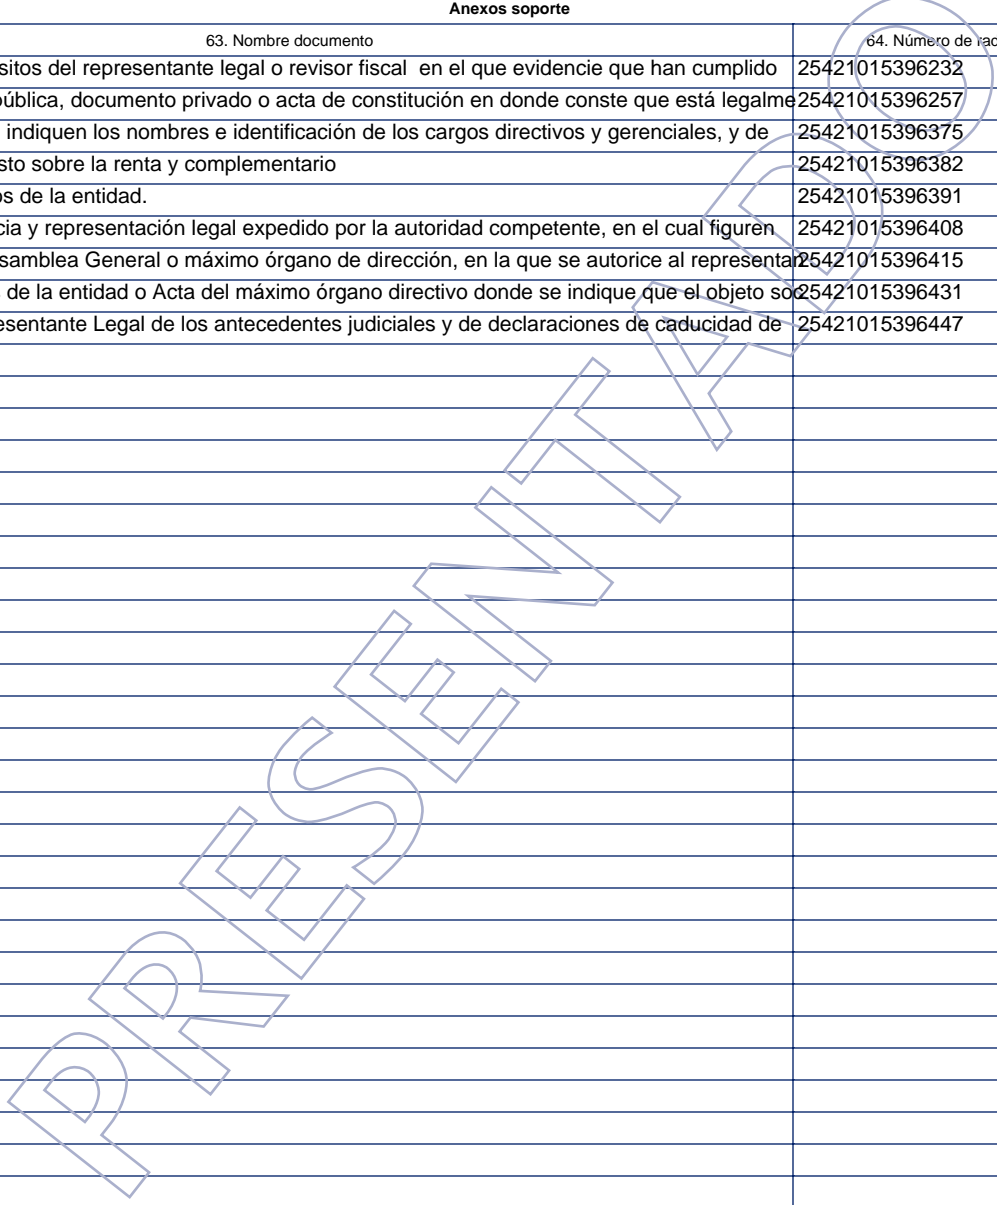 Anexos soporte
63. Nombre documento 64. Número de rad
sitos del representante legal o revisor fiscal en el que evidencie que han cumplido 25421015396232
pública, documento privado o acta de constitución en donde conste que está legalme 25421015396257
indiquen los nombres e identificación de los cargos directivos y gerenciales, y de 25421015396375
sto sobre la renta y complementario 25421015396382
os de la entidad. 25421015396391
cia y representación legal expedido por la autoridad competente, en el cual figuren 25421015396408
samblea General o máximo órgano de dirección, en la que se autorice al representan 25421015396415
de la entidad o Acta del máximo órgano directivo donde se indique que el objeto soc 25421015396431
esentante Legal de los antecedentes judiciales y de declaraciones de caducidad de 25421015396447
PRESENTADO